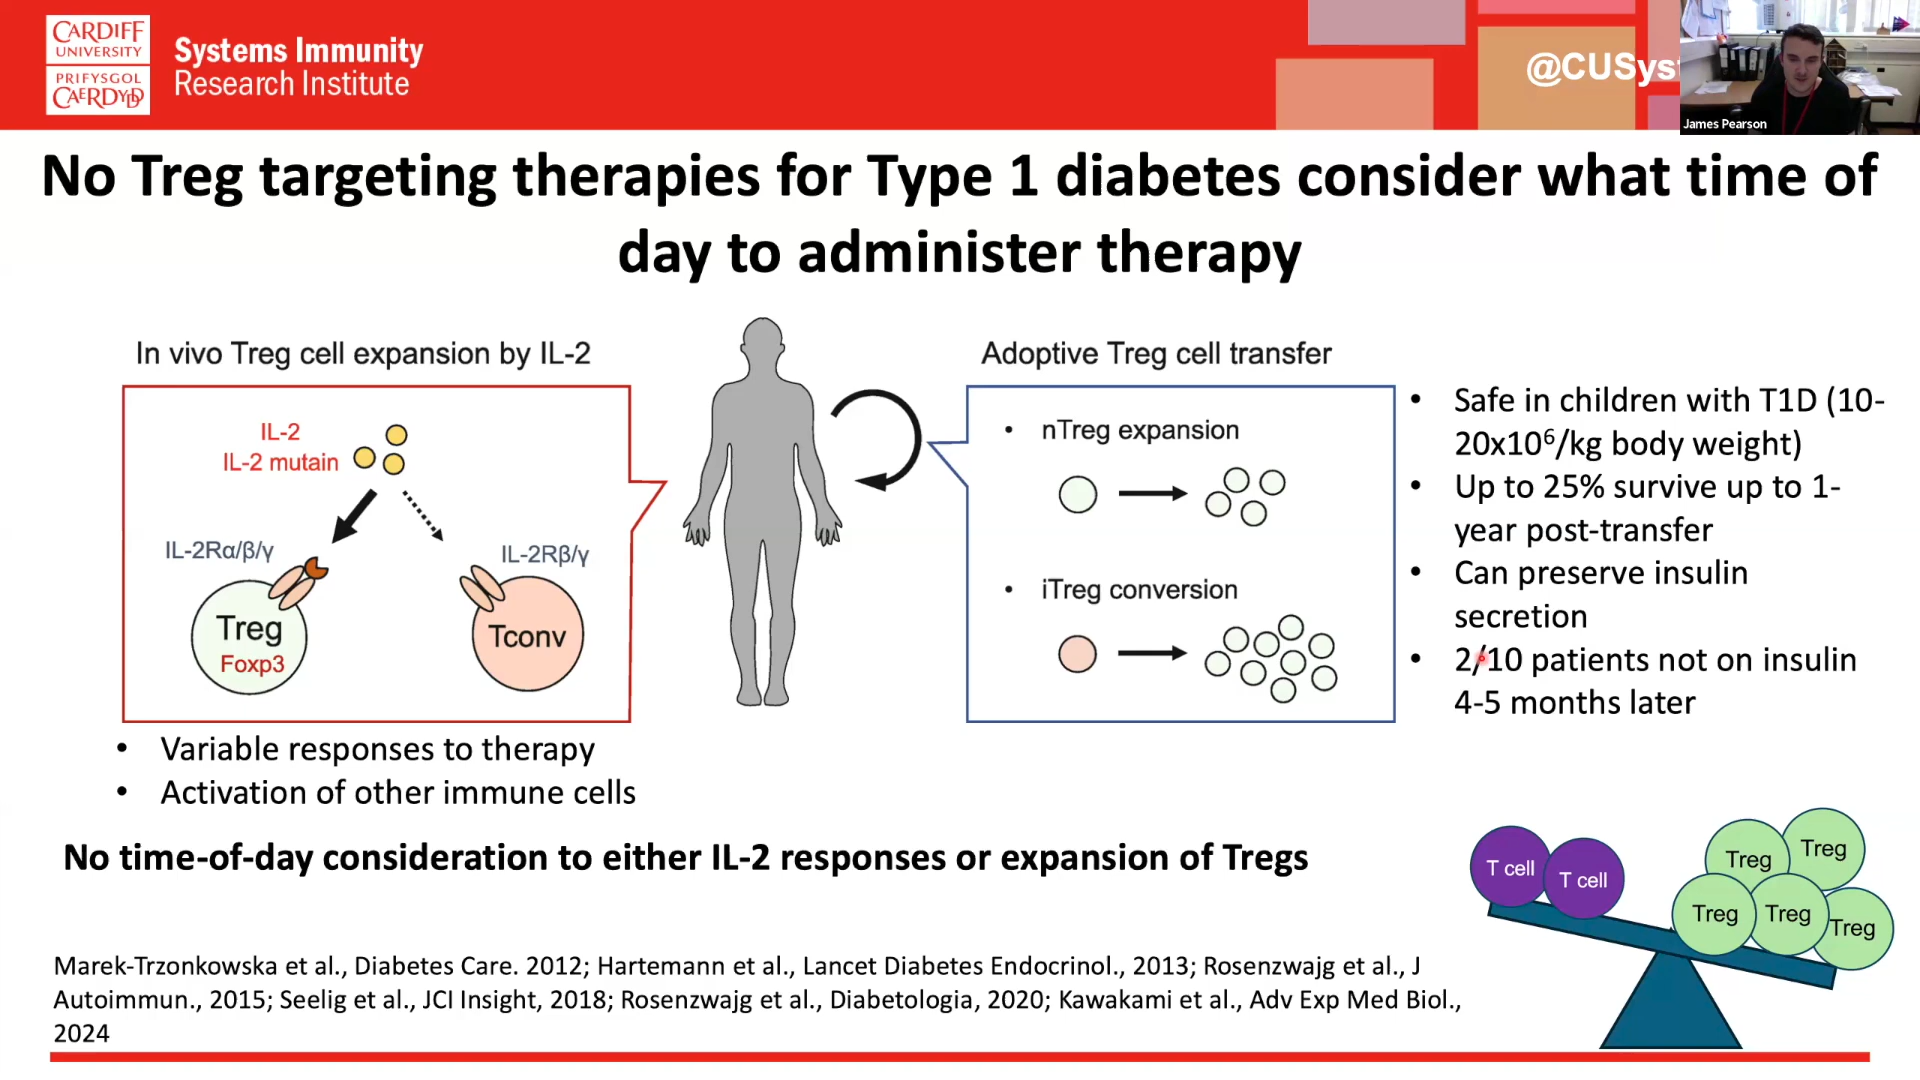 CARDIFF
UNIVERSITY
PRIFYSGOL
CAERDYDD
Systems Immunity
Research Institute
@CUSyst
James Pearson
No Treg targeting therapies for Type 1 diabetes consider what time of
day to administer therapy
In vivo Treg cell expansion by IL-2
IL-2
IL-2 mutain
IL-2Rα/β/γ
IL-2Rβ/γ
Treg
Foxp3
Tconv
• Variable responses to therapy
• Activation of other immune cells
Adoptive Treg cell transfer
• nTreg expansion
• iTreg conversion
• Safe in children with T1D (10-
20x10⁶/kg body weight)
• Up to 25% survive up to 1-
year post-transfer
• Can preserve insulin
secretion
• 2/10 patients not on insulin
4-5 months later
No time-of-day consideration to either IL-2 responses or expansion of Tregs
T cell
T cell
Treg
Treg
Treg
Treg
Treg
Marek-Trzonkowska et al., Diabetes Care. 2012; Hartemann et al., Lancet Diabetes Endocrinol., 2013; Rosenzwajg et al., J
Autoimmun., 2015; Seelig et al., JCI Insight, 2018; Rosenzwajg et al., Diabetologia, 2020; Kawakami et al., Adv Exp Med Biol.,
2024